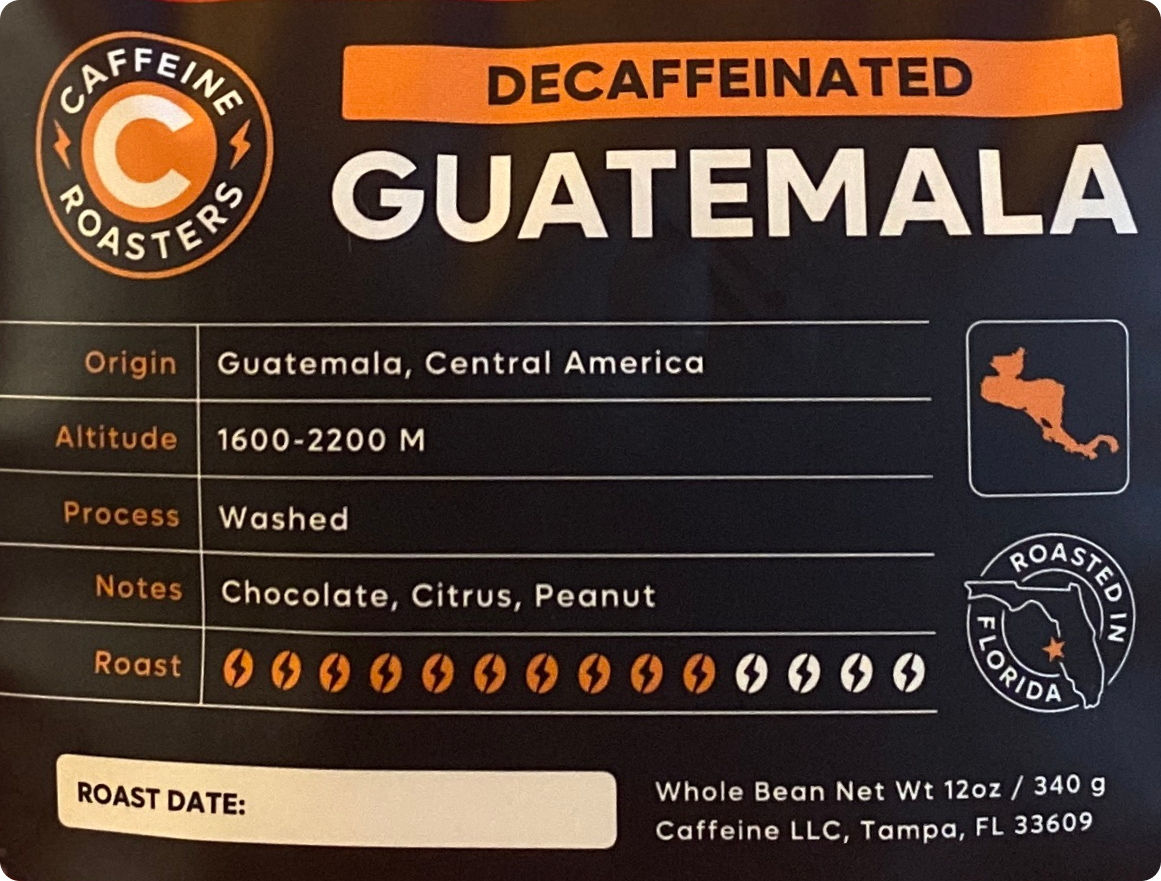 CAFFEINE
C
ROASTERS
DECAFFEINATED
GUATEMALA
Origin Guatemala, Central America
Altitude 1600-2200 M
Process Washed
Notes Chocolate, Citrus, Peanut
Roast
ROASTED IN
FLORIDA
ROAST DATE:
Whole Bean Net Wt 12oz / 340 g
Caffeine LLC, Tampa, FL 33609